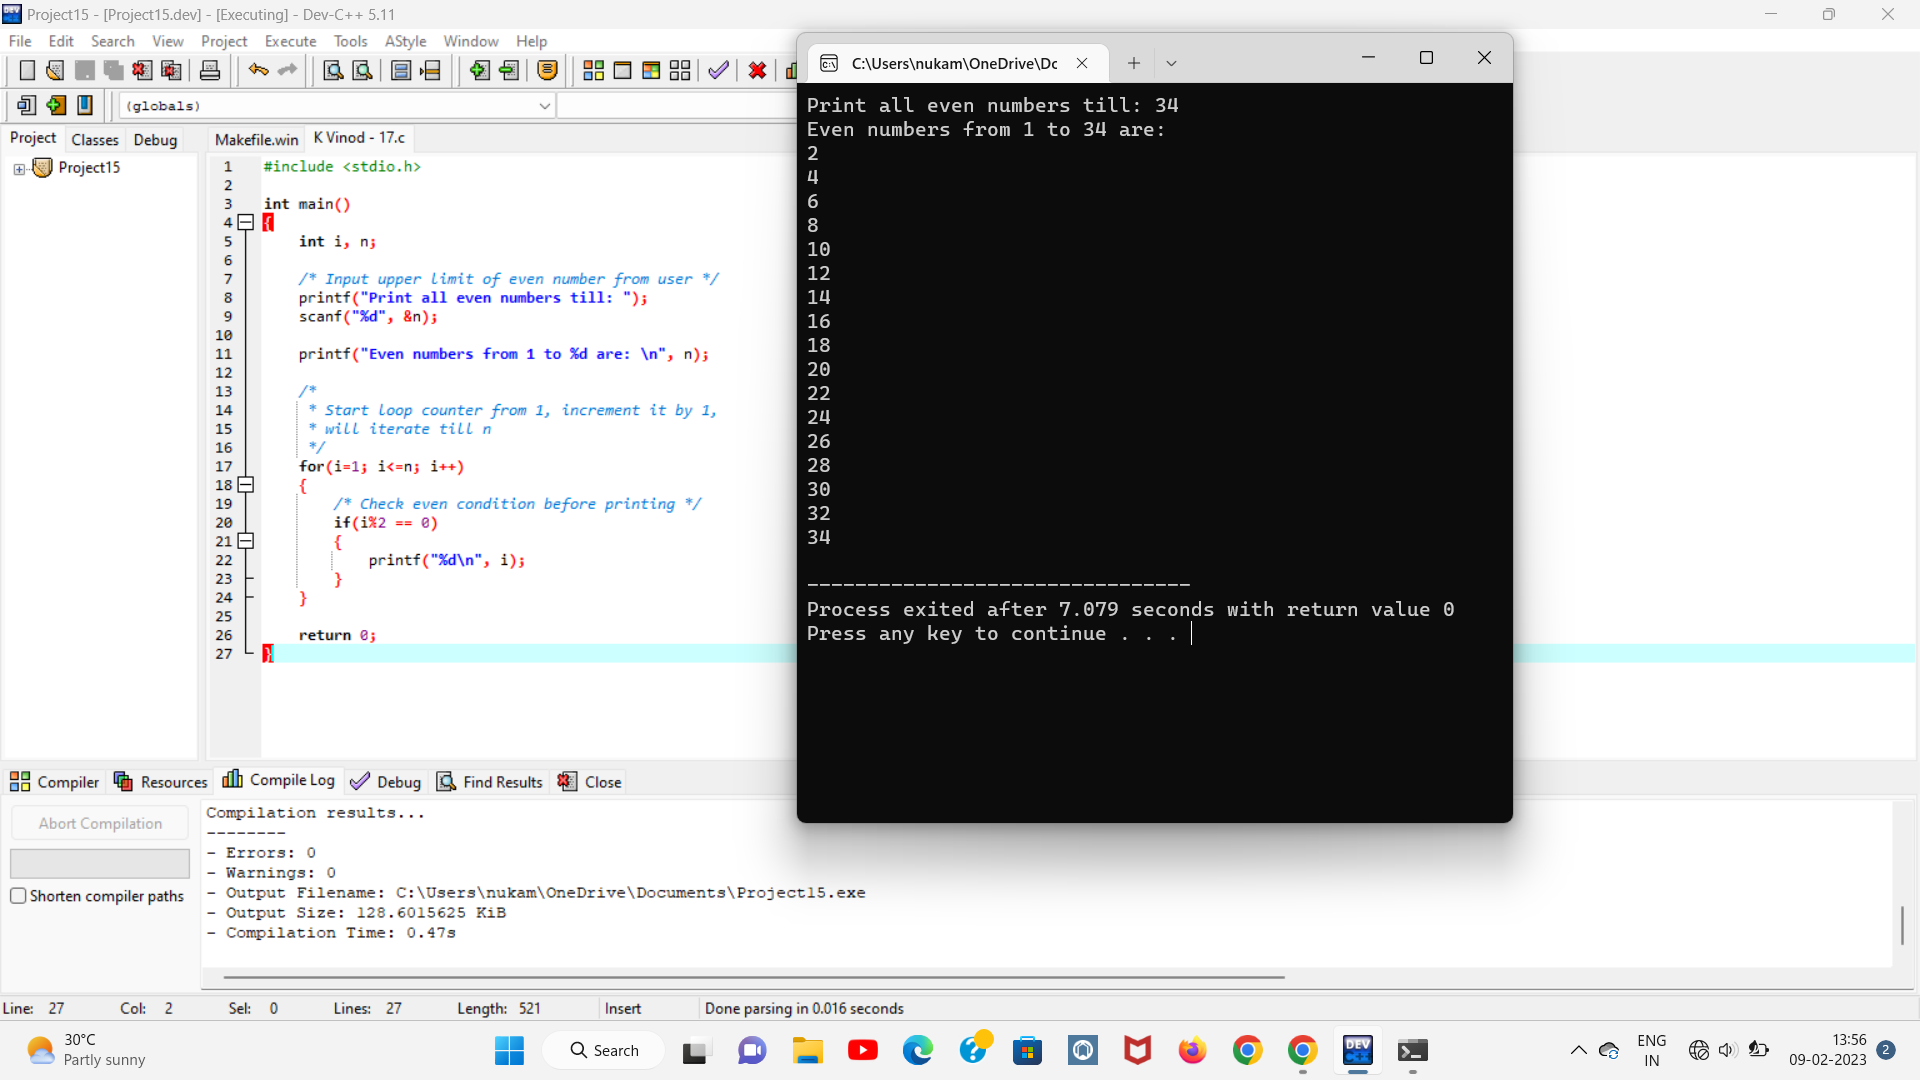 Project15 - [Project15.dev] - [Executing] - Dev-C++ 5.11
File Edit Search View Project Execute Tools AStyle Window Help
(globals)
Project Classes Debug
Project15
Makefile.win K Vinod - 17.c
1 #include <stdio.h>
2
3 int main()
4 {
5 int i, n;
6
7 /* Input upper limit of even number from user */
8 printf("Print all even numbers till: ");
9 scanf("%d", &n);
10
11 printf("Even numbers from 1 to %d are: \n", n);
12
13 /*
14 * Start loop counter from 1, increment it by 1,
15 * will iterate till n
16 */
17 for(i=1; i<=n; i++)
18 {
19 /* Check even condition before printing */
20 if(i%2 == 0)
21 {
22 printf("%d\n", i);
23 }
24 }
25
26 return 0;
27 }
C:\Users\nukam\OneDrive\Dc
Print all even numbers till: 34
Even numbers from 1 to 34 are:
2
4
6
8
10
12
14
16
18
20
22
24
26
28
30
32
34
--------------------------------
Process exited after 7.079 seconds with return value 0
Press any key to continue . . .
Compiler Resources Compile Log Debug Find Results Close
Abort Compilation
Shorten compiler paths
Compilation results...
--------
- Errors: 0
- Warnings: 0
- Output Filename: C:\Users\nukam\OneDrive\Documents\Project15.exe
- Output Size: 128.6015625 KiB
- Compilation Time: 0.47s
Line: 27 Col: 2 Sel: 0 Lines: 27 Length: 521 Insert Done parsing in 0.016 seconds
30°C
Partly sunny
Search
DEV
C++
ENG
IN
13:56
09-02-2023
2